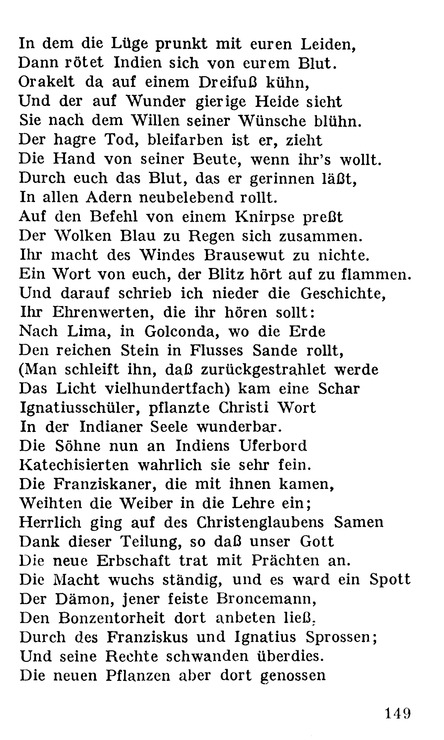 In dem die Lüge prunkt mit euren Leiden,
Dann rötet Indien sich von eurem Blut.
Orakelt da auf einem Dreifuß kühn,
Und der auf Wunder gierige Heide sieht
Sie nach dem Willen seiner Wünsche blühn.
Der hagre Tod, bleifarben ist er, zieht
Die Hand von seiner Beute, wenn ihr's wollt.
Durch euch das Blut, das er gerinnen läßt,
In allen Adern neubelebend rollt.
Auf den Befehl von einem Knirpse preßt
Der Wolken Blau zu Regen sich zusammen.
Ihr macht des Windes Brausewut zu nichte.
Ein Wort von euch, der Blitz hört auf zu flammen.
Und darauf schrieb ich nieder die Geschichte,
Ihr Ehrenwerten, die ihr hören sollt:
Nach Lima, in Golconda, wo die Erde
Den reichen Stein in Flusses Sande rollt,
(Man schleift ihn, daß zurückgestrahlet werde
Das Licht vielhundertfach) kam eine Schar
Ignatiusschüler, pflanzte Christi Wort
In der Indianer Seele wunderbar.
Die Söhne nun an Indiens Uferbord
Katechisierten wahrlich sie sehr fein.
Die Franziskaner, die mit ihnen kamen,
Weihten die Weiber in die Lehre ein;
Herrlich ging auf des Christenglaubens Samen
Dank dieser Teilung, so daß unser Gott
Die neue Erbschaft trat mit Prächten an.
Die Macht wuchs ständig, und es ward ein Spott
Der Dämon, jener feiste Broncemann,
Den Bonzentorheit dort anbeten ließ.
Durch des Franziskus und Ignatius Sprossen;
Und seine Rechte schwanden überdies.
Die neuen Pflanzen aber dort genossen
149